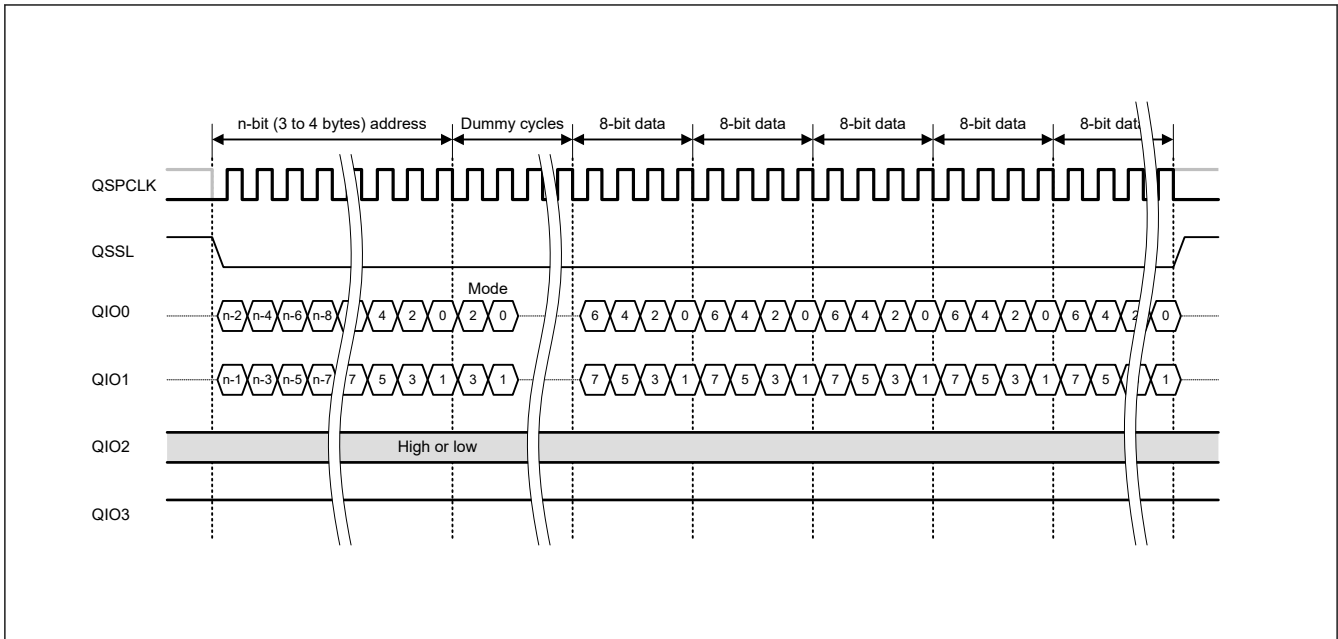 n-bit (3 to 4 bytes) address Dummy cycles 8-bit data 8-bit data 8-bit data 8-bit data 8-bit data
QSPCLK
QSSL
Mode
QIO0 n-2 n-4 n-6 n-8 4 2 0 2 0 6 4 2 0 6 4 2 0 6 4 2 0 6 4 2 0 6 4 2 0
QIO1 n-1 n-3 n-5 n-7 7 5 3 1 3 1 7 5 3 1 7 5 3 1 7 5 3 1 7 5 3 1 7 5 1
QIO2 High or low
QIO3